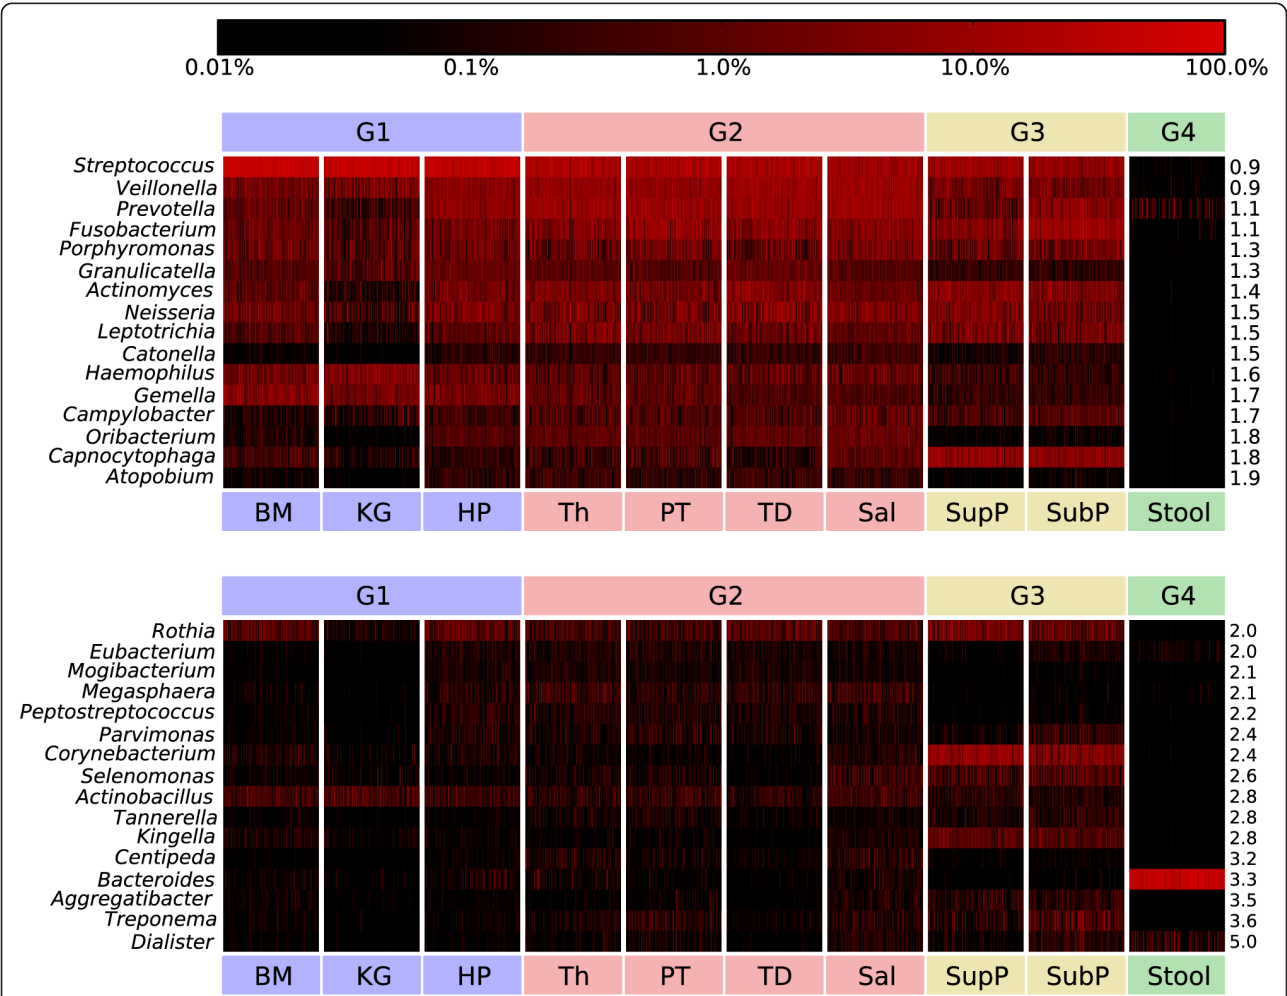 0.01% 0.1% 1.0% 10.0% 100.0%
G1 G2 G3 G4
Streptococcus 0.9
Veillonella 0.9
Prevotella 1.1
Fusobacterium 1.1
Porphyromonas 1.3
Granulicatella 1.3
Actinomyces 1.4
Neisseria 1.5
Leptotrichia 1.5
Catonella 1.5
Haemophilus 1.6
Gemella 1.7
Campylobacter 1.7
Oribacterium 1.8
Capnocytophaga 1.8
Atopobium 1.9
BM KG HP Th PT TD Sal SupP SubP Stool
G1 G2 G3 G4
Rothia 2.0
Eubacterium 2.0
Mogibacterium 2.1
Megasphaera 2.1
Peptostreptococcus 2.2
Parvimonas 2.4
Corynebacterium 2.4
Selenomonas 2.6
Actinobacillus 2.8
Tannerella 2.8
Kingella 2.8
Centipeda 3.2
Bacteroides 3.3
Aggregatibacter 3.5
Treponema 3.6
Dialister 5.0
BM KG HP Th PT TD Sal SupP SubP Stool